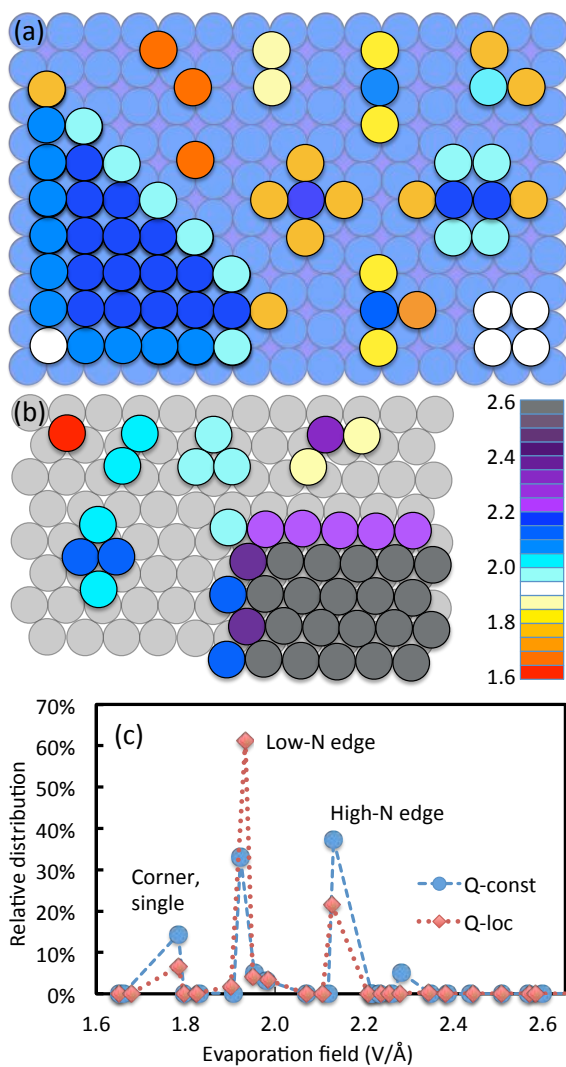 (a)
(b)
2.6
2.4
2.2
2.0
1.8
1.6
70%
60%
50%
40%
30%
20%
10%
0%
Relative distribution
(c)
Low-N edge
High-N edge
Corner,
single
Q-const
Q-loc
1.6 1.8 2.0 2.2 2.4 2.6
Evaporation field (V/Å)